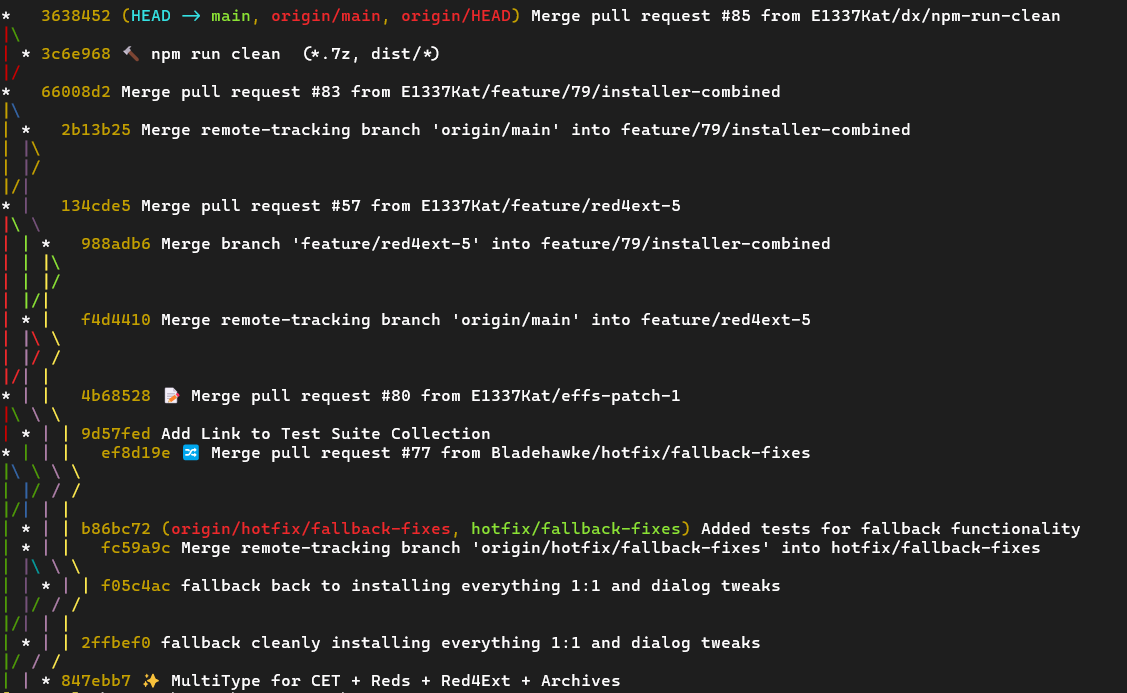 * 3638452 (HEAD -> main, origin/main, origin/HEAD) Merge pull request #85 from E1337Kat/dx/npm-run-clean
|\
| * 3c6e968 🔨 npm run clean (*.7z, dist/*)
|/
* 66008d2 Merge pull request #83 from E1337Kat/feature/79/installer-combined
|\
| * 2b13b25 Merge remote-tracking branch 'origin/main' into feature/79/installer-combined
| |\
| |/
|/|
* | 134cde5 Merge pull request #57 from E1337Kat/feature/red4ext-5
|\ \
| | * 988adb6 Merge branch 'feature/red4ext-5' into feature/79/installer-combined
| | |\
| | |/
| |/|
| * | f4d4410 Merge remote-tracking branch 'origin/main' into feature/red4ext-5
| |\ \
| |/ /
|/| |
* | | 4b68528 📝 Merge pull request #80 from E1337Kat/effs-patch-1
|\ \ \
| * | | 9d57fed Add Link to Test Suite Collection
* | | | ef8d19e 🔀 Merge pull request #77 from Bladehawke/hotfix/fallback-fixes
|\ \ \ \
| |/ / /
|/| | |
| * | | b86bc72 (origin/hotfix/fallback-fixes, hotfix/fallback-fixes) Added tests for fallback functionality
| * | | fc59a9c Merge remote-tracking branch 'origin/hotfix/fallback-fixes' into hotfix/fallback-fixes
| |\ \ \
| | * | | f05c4ac fallback back to installing everything 1:1 and dialog tweaks
| |/ / /
|/| | |
| * | | 2ffbef0 fallback cleanly installing everything 1:1 and dialog tweaks
|/ / /
| | * 847ebb7 ✨ MultiType for CET + Reds + Red4Ext + Archives